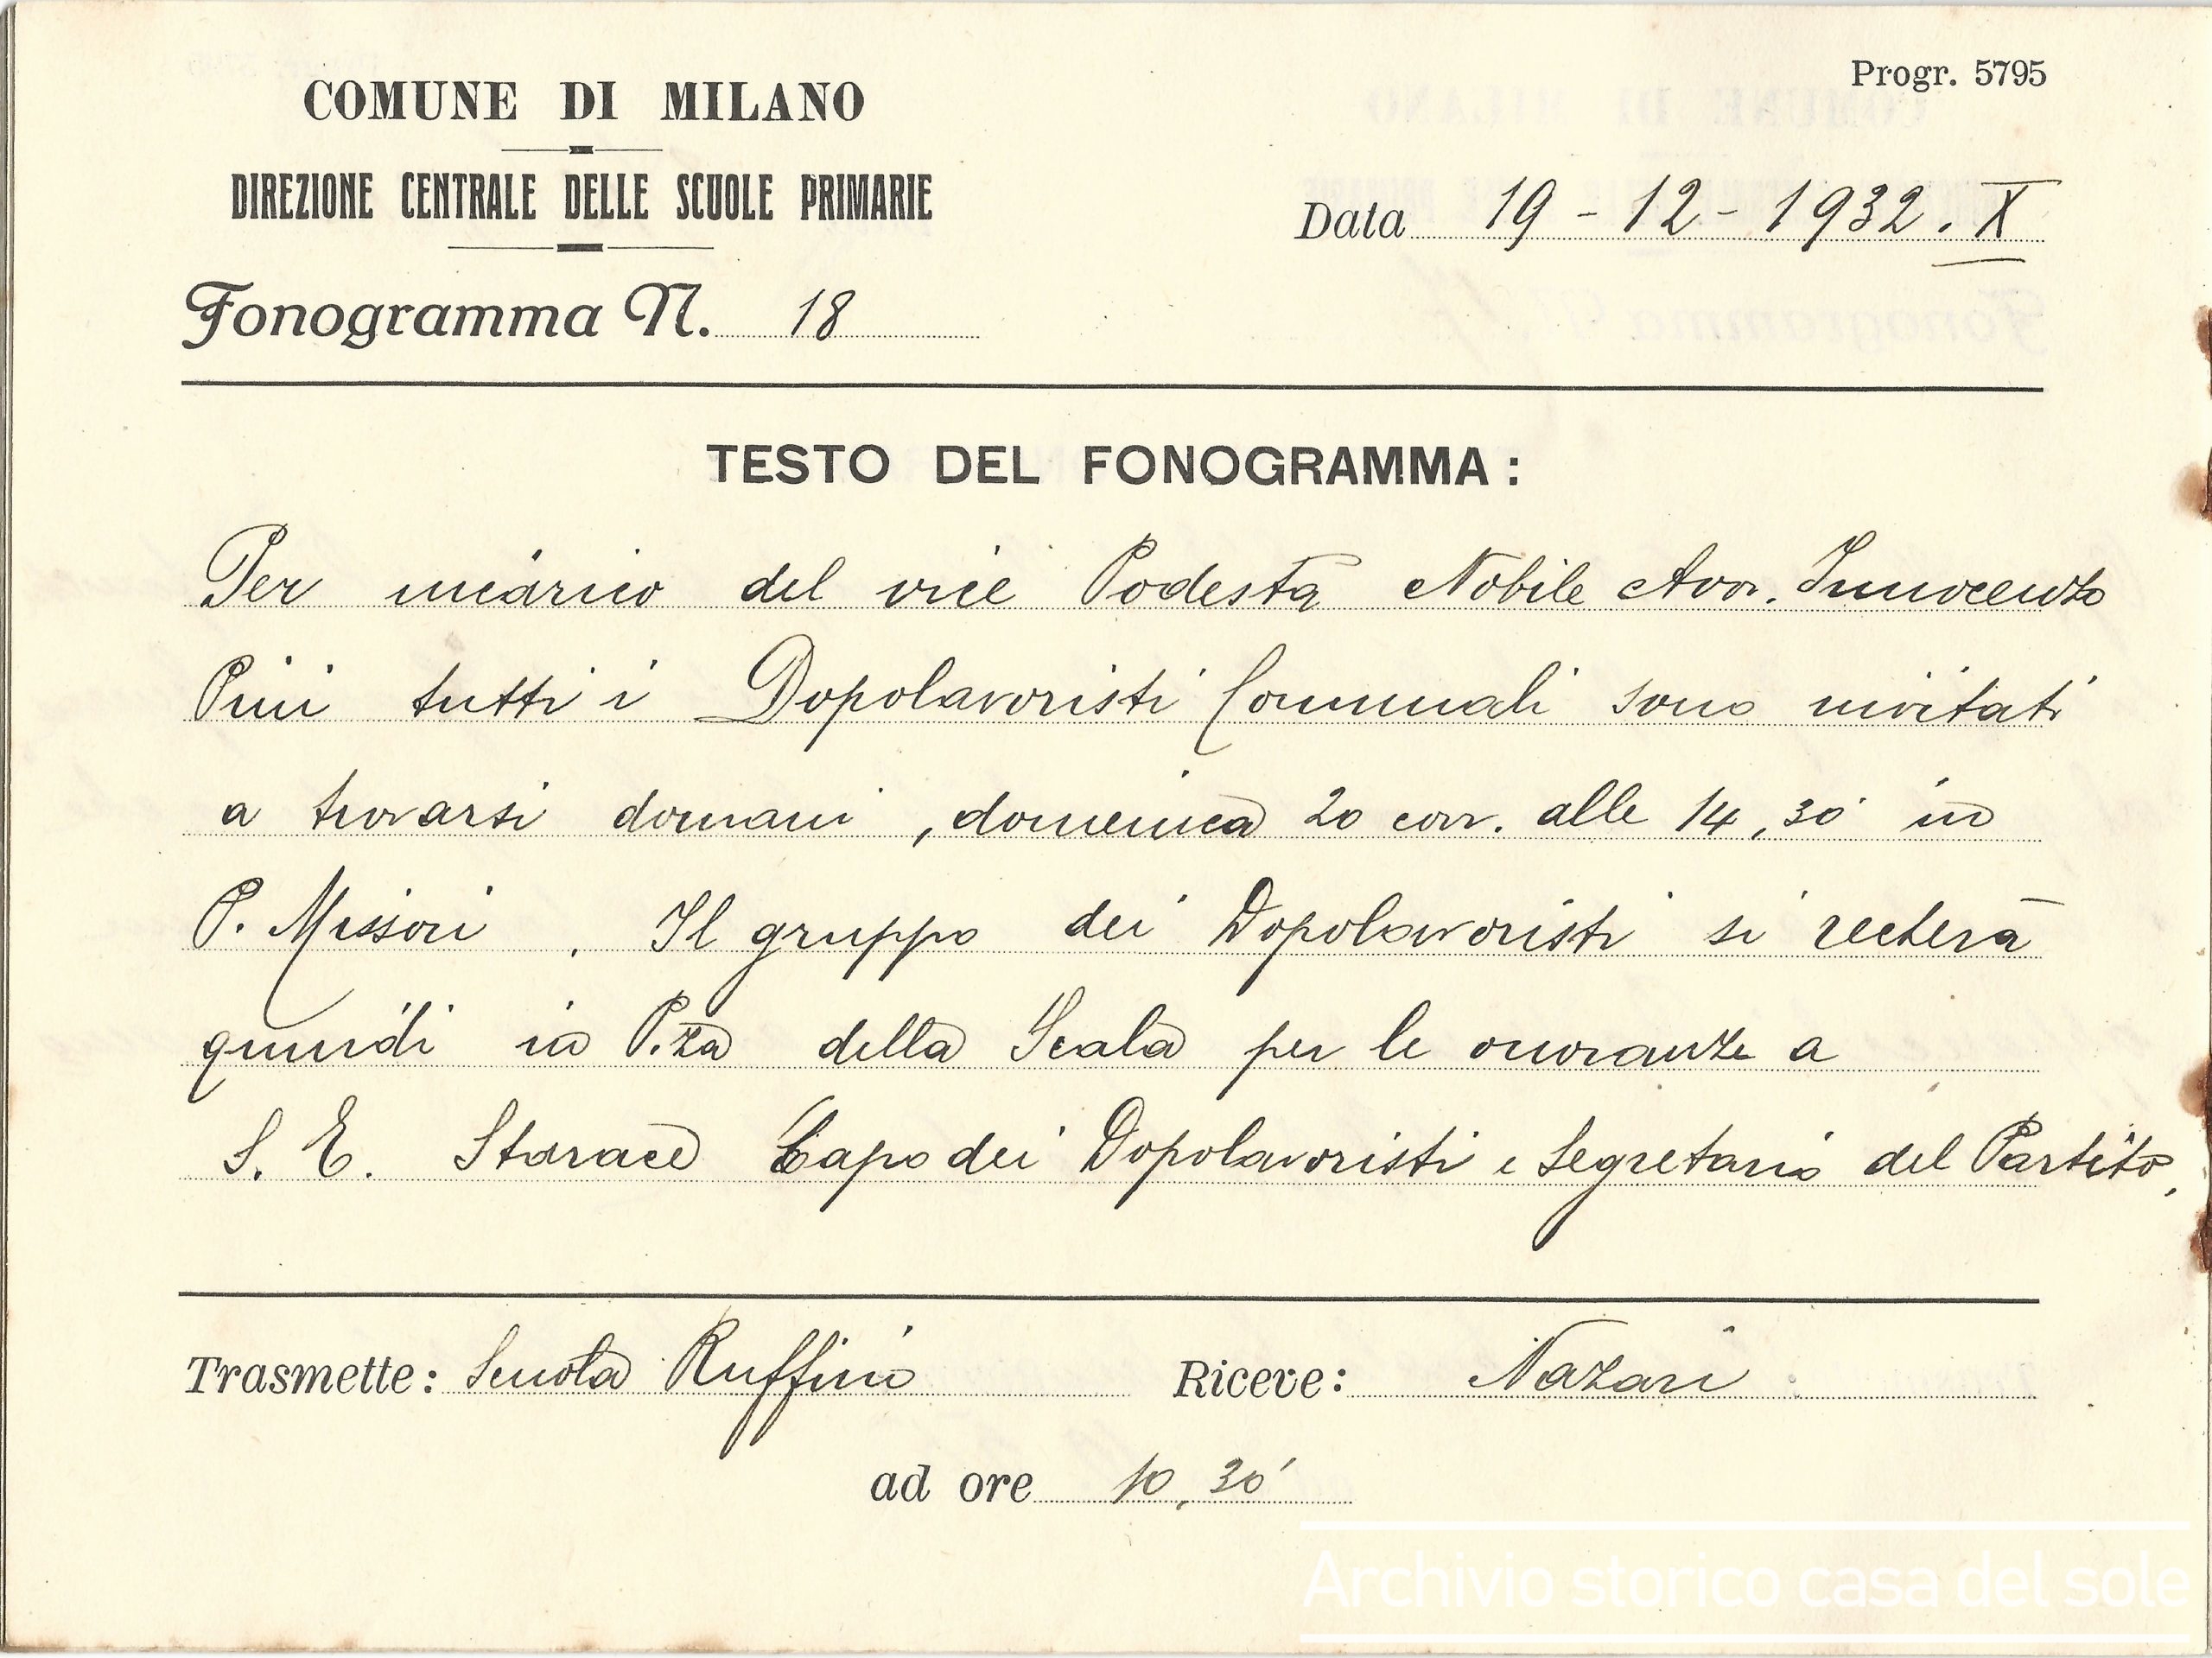 Progr. 5795
COMUNE DI MILANO
DIREZIONE CENTRALE DELLE SCUOLE PRIMARIE
Data 19-12-1932.X
Fonogramma N. 18
TESTO DEL FONOGRAMMA:
Per incàrico del vice Podestà Nobile Avv. Innocenzo
Pini tutti i Dopolavoristi Comunali sono invitati
a trovarsi domani, domenica 20 corr. alle 14,30' in
P. Missori. Il gruppo dei Dopolavoristi si recherà
quindi in P.za della Scala per le onoranze a
S. E. Starace Capo dei Dopolavoristi e Segretario del Partito,
Trasmette: Scuola Ruffini Riceve: Nazari
ad ore 10,30'
Archivio storico casa del sole